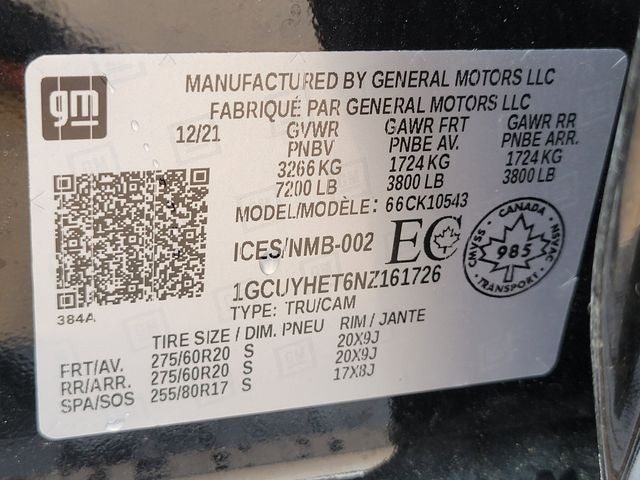 gm
MANUFACTURED BY GENERAL MOTORS LLC
FABRIQUÉ PAR GENERAL MOTORS LLC
12/21 GVWR GAWR FRT GAWR RR
PNBV PNBE AV. PNBE ARR.
3266 KG 1724 KG 1724 KG
7200 LB 3800 LB 3800 LB
MODEL/MODÈLE: 66CK10543
ICES/NMB-002 EC
CANADA
CMVSS 985 NSVAC
TRANSPORT
1GCUYHET6NZ161726
384A
TYPE: TRU/CAM
TIRE SIZE / DIM. PNEU RIM / JANTE
FRT/AV. 275/60R20 S 20X9J
RR/ARR. 275/60R20 S 20X9J
SPA/SOS 255/80R17 S 17X8J